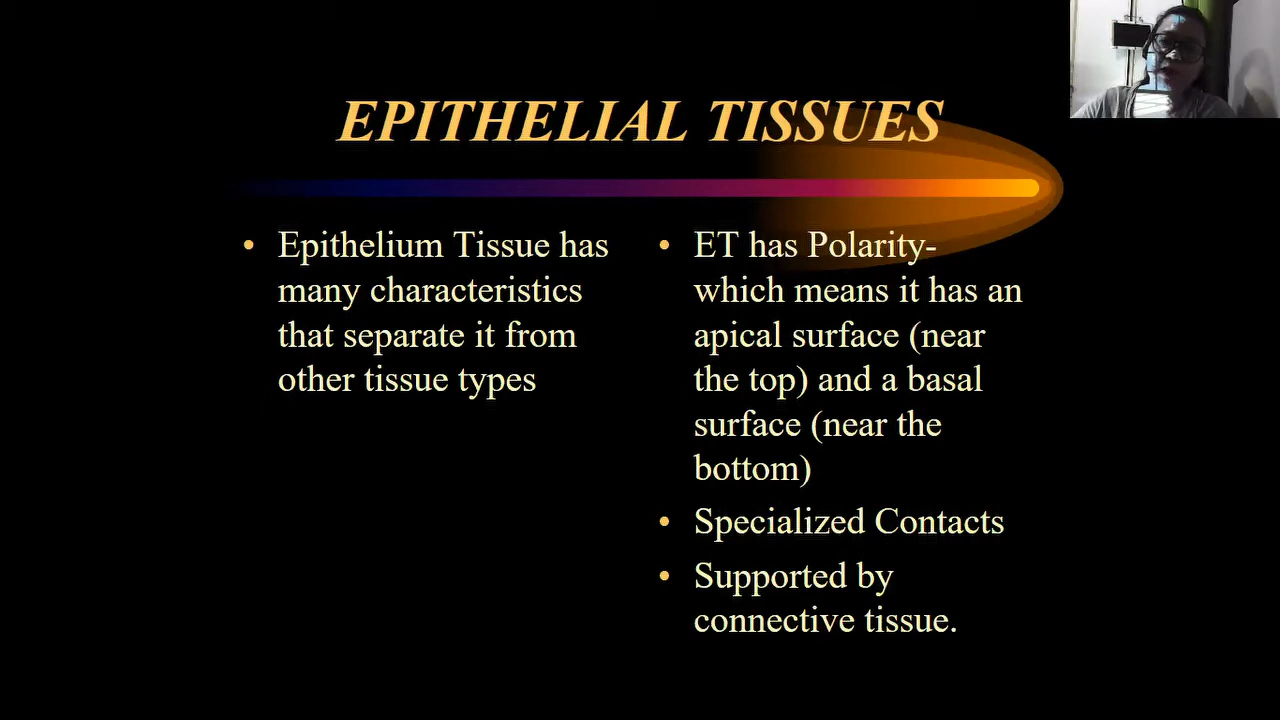 EPITHELIAL TISSUES
• Epithelium Tissue has
many characteristics
that separate it from
other tissue types
• ET has Polarity-
which means it has an
apical surface (near
the top) and a basal
surface (near the
bottom)
• Specialized Contacts
• Supported by
connective tissue.